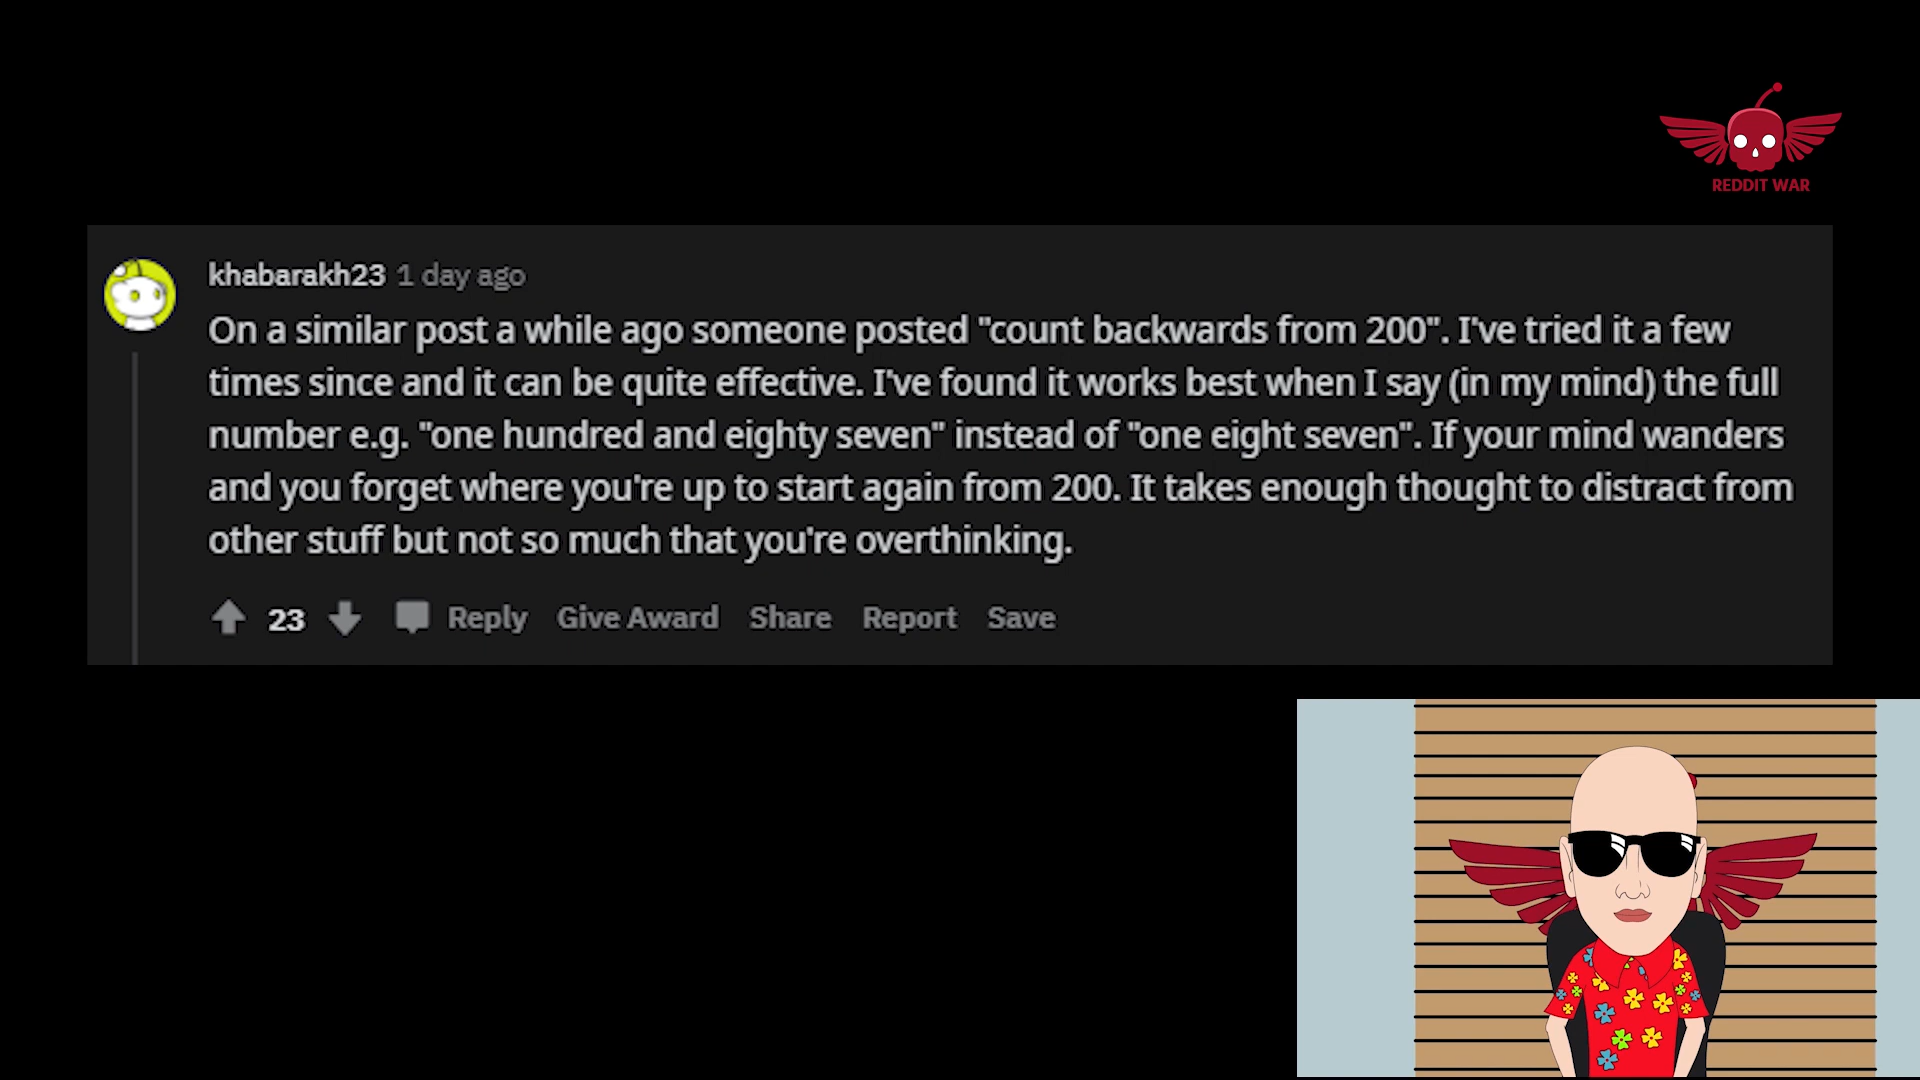 REDDIT WAR
khabarakh23 1 day ago
On a similar post a while ago someone posted "count backwards from 200". I've tried it a few
times since and it can be quite effective. I've found it works best when I say (in my mind) the full
number e.g. "one hundred and eighty seven" instead of "one eight seven". If your mind wanders
and you forget where you're up to start again from 200. It takes enough thought to distract from
other stuff but not so much that you're overthinking.
23 Reply Give Award Share Report Save